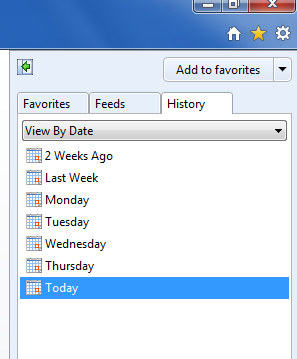 Add to favorites
Favorites Feeds History
View By Date
2 Weeks Ago
Last Week
Monday
Tuesday
Wednesday
Thursday
Today